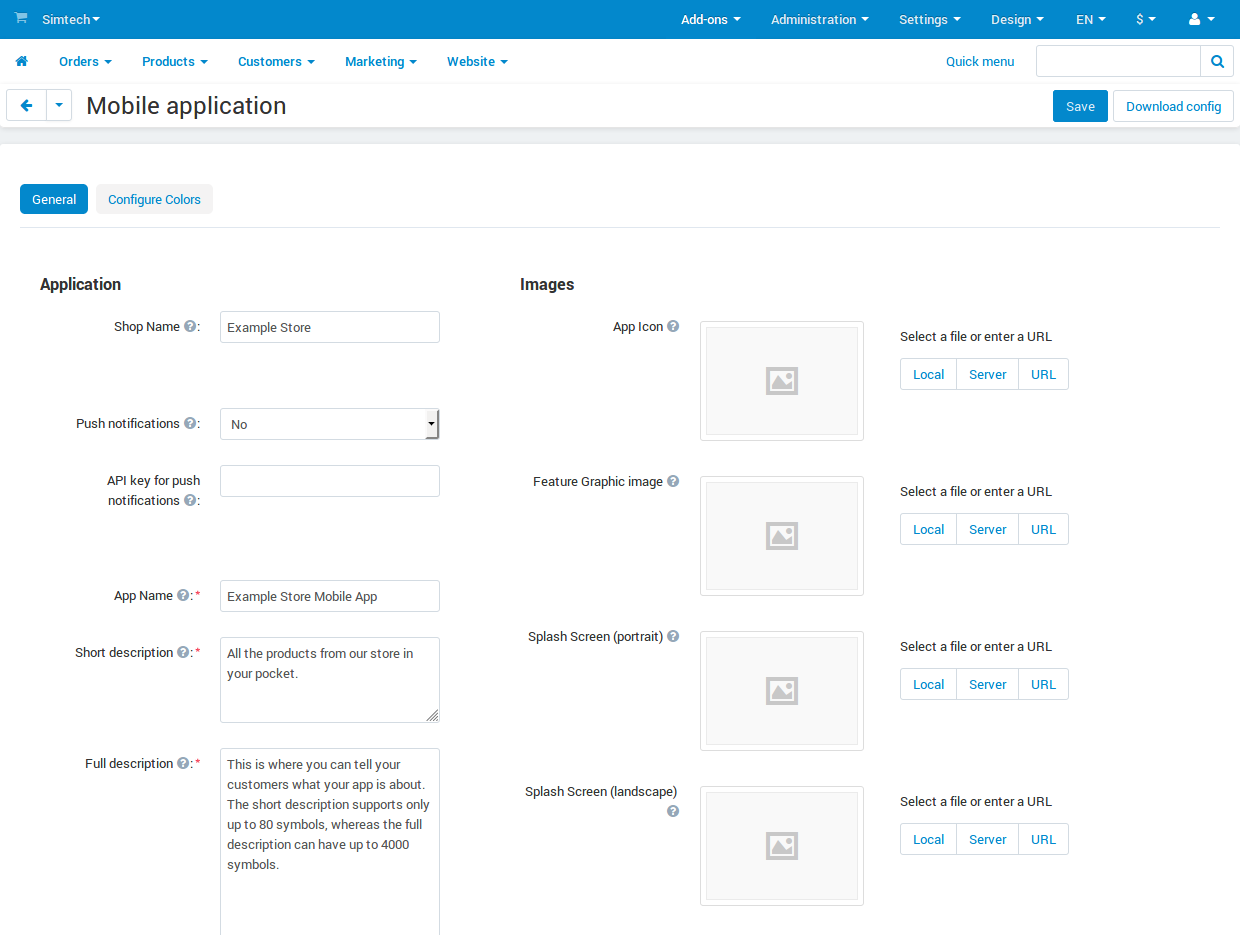 Simtech Add-ons Administration Settings Design EN $
Orders Products Customers Marketing Website Quick menu
Mobile application Save Download config
General Configure Colors
Application
Shop Name ?: Example Store
Push notifications ?: No
API key for push
notifications ?:
App Name ?:* Example Store Mobile App
Short description ?:* All the products from our store in
your pocket.
Full description ?:* This is where you can tell your
customers what your app is about.
The short description supports only
up to 80 symbols, whereas the full
description can have up to 4000
symbols.
Images
App Icon ?
Select a file or enter a URL
Local Server URL
Feature Graphic image ?
Select a file or enter a URL
Local Server URL
Splash Screen (portrait) ?
Select a file or enter a URL
Local Server URL
Splash Screen (landscape)
?
Select a file or enter a URL
Local Server URL